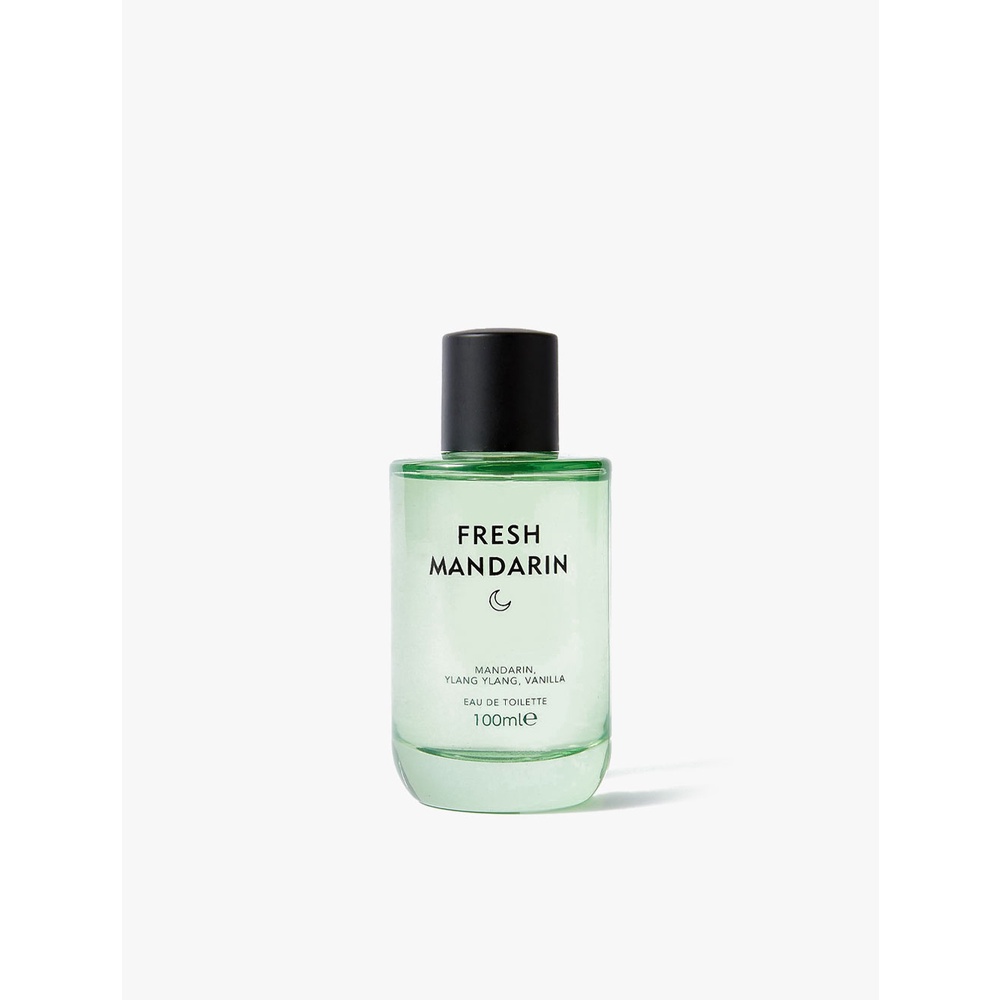 FRESH
MANDARIN
MANDARIN,
YLANG YLANG, VANILLA
EAU DE TOILETTE
100ml℮